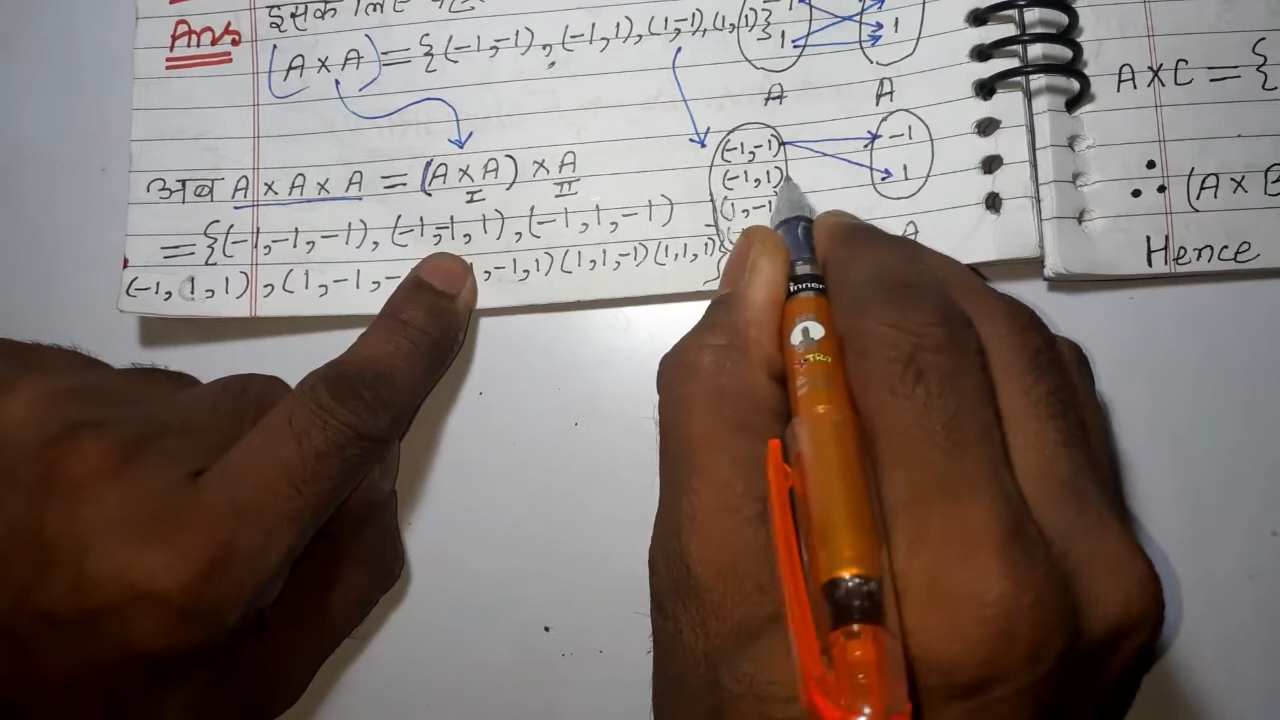 इसके लिए
Ans
(A × A) = {(-1,-1), (-1,1), (1,-1), (1,1)}
-1
1
1
A A
(-1,-1)
(-1,1)
(1,-1
-1
1
A
अब A × A × A = (A × A) × A
I II
= {(-1,-1,-1), (-1,-1,1), (-1,1,-1)
(-1,1,1), (1,-1,- ,-1,1) (1,1,-1) (1,1,1)}
A×C = {
∴ (A × B
Hence
inner